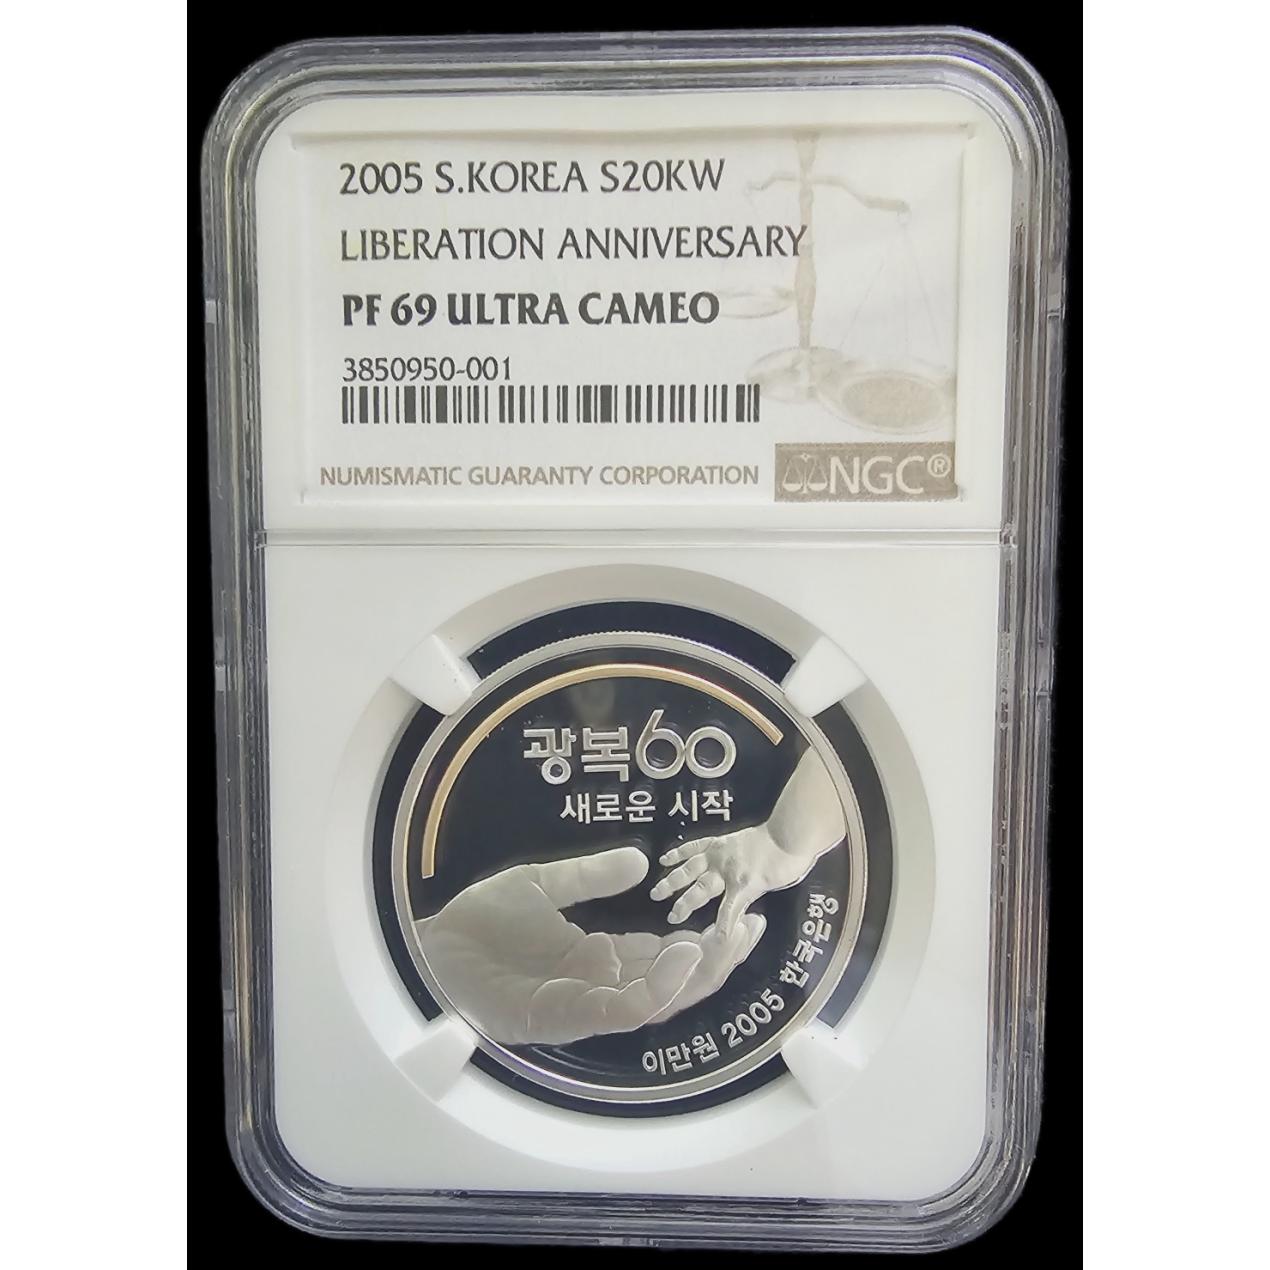 2005 S.KOREA S20KW
LIBERATION ANNIVERSARY
PF 69 ULTRA CAMEO
3850950-001
NUMISMATIC GUARANTY CORPORATION
NGC®
광복60
새로운 시작
이만원 2005 한국은행